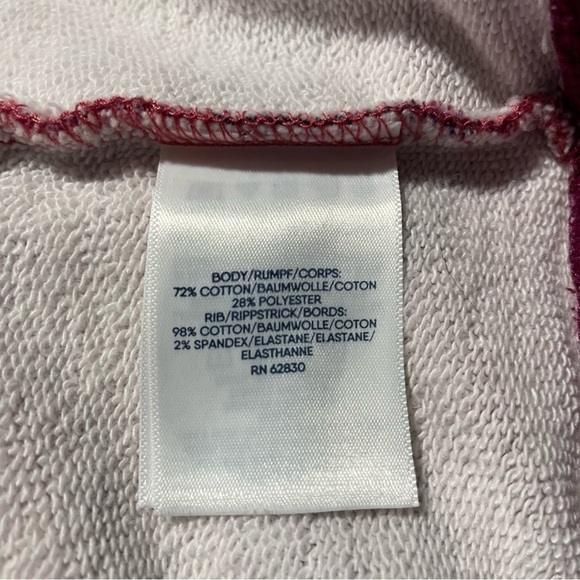 BODY/RUMPF/CORPS:
72% COTTON/BAUMWOLLE/COTON
28% POLYESTER
RIB/RIPPSTRICK/BORDS:
98% COTTON/BAUMWOLLE/COTON
2% SPANDEX/ELASTANE/ELASTANE/
ELASTHANNE
RN 62830